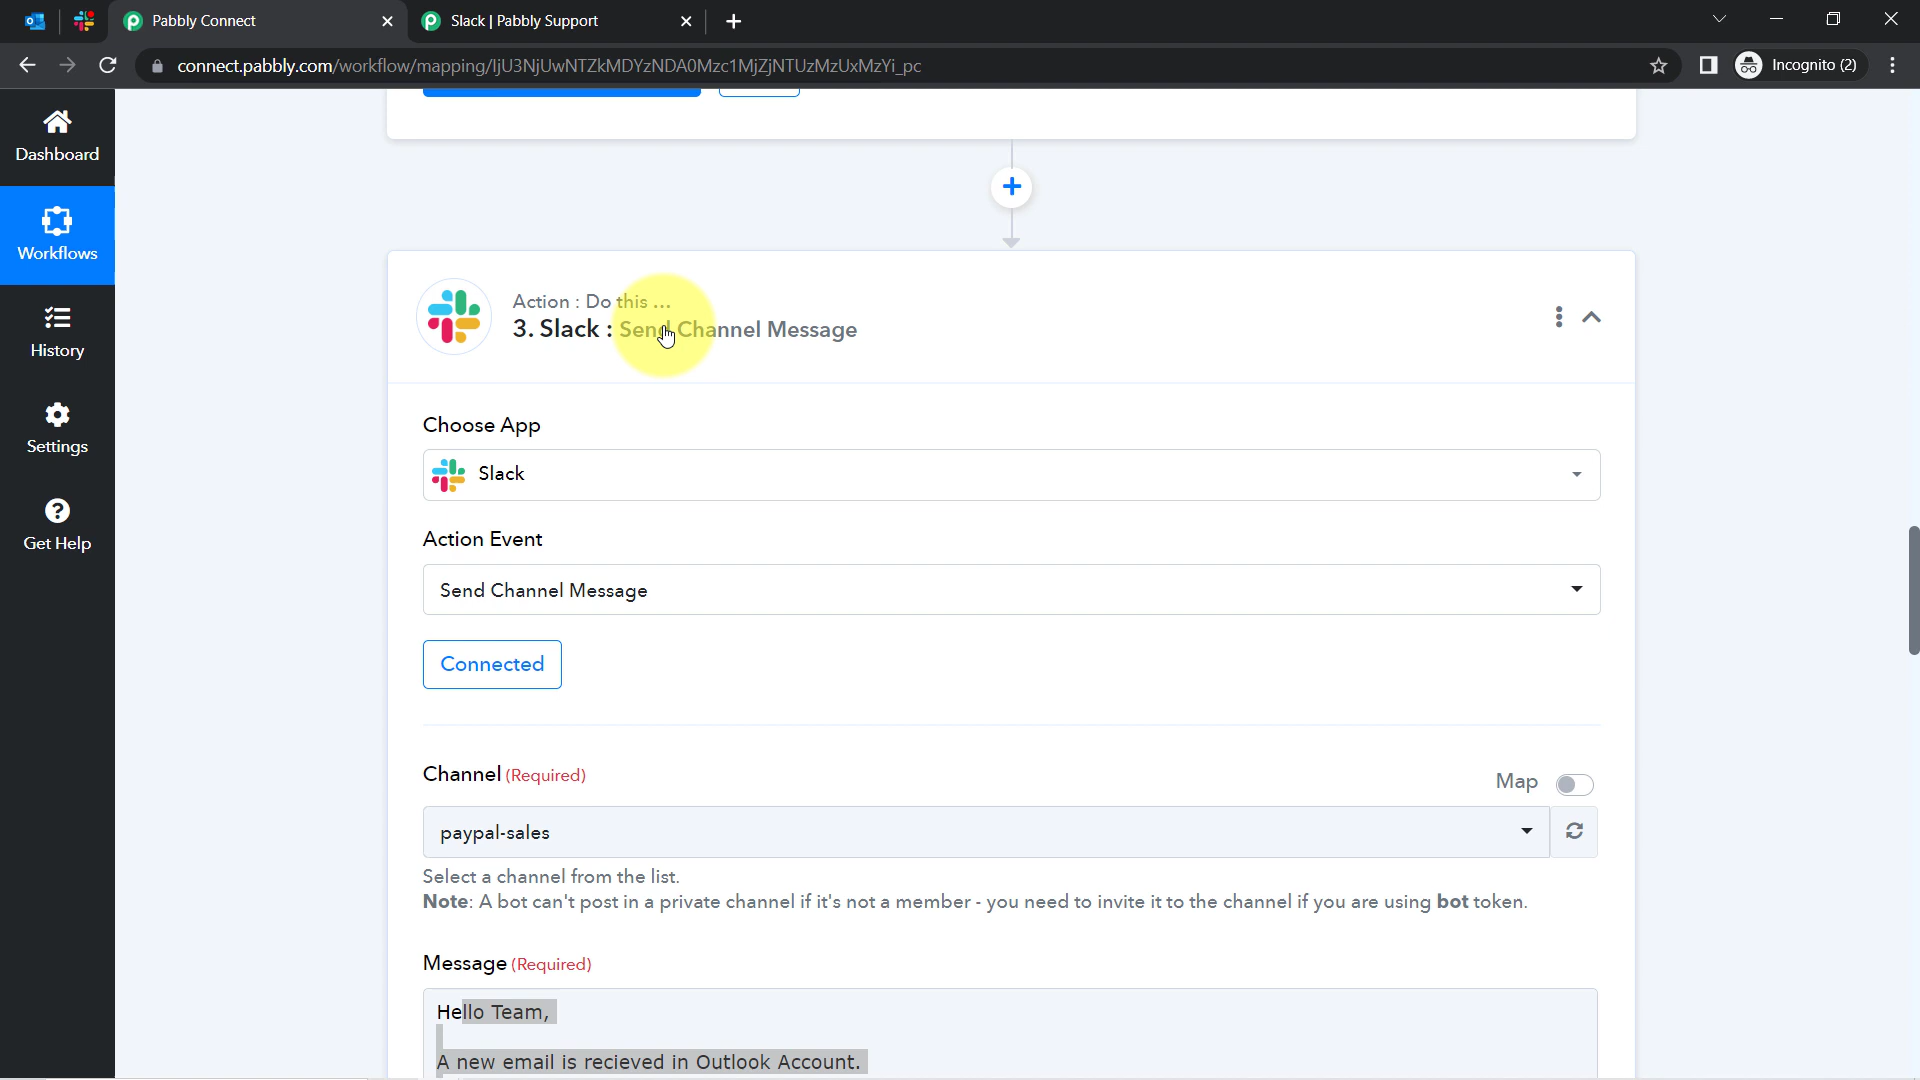 Pabbly Connect
Slack | Pabbly Support
connect.pabbly.com/workflow/mapping/IjU3NjUwNTZkMDYzNDA0Mzc1MjZjNTUzMzUxMzYi_pc
Incognito (2)
Dashboard
Workflows
History
Settings
Get Help
Action : Do this ...
3. Slack : Send Channel Message
Choose App
Slack
Action Event
Send Channel Message
Connected
Channel (Required)
Map
paypal-sales
Select a channel from the list.
Note: A bot can't post in a private channel if it's not a member - you need to invite it to the channel if you are using bot token.
Message (Required)
Hello Team,
A new email is recieved in Outlook Account.